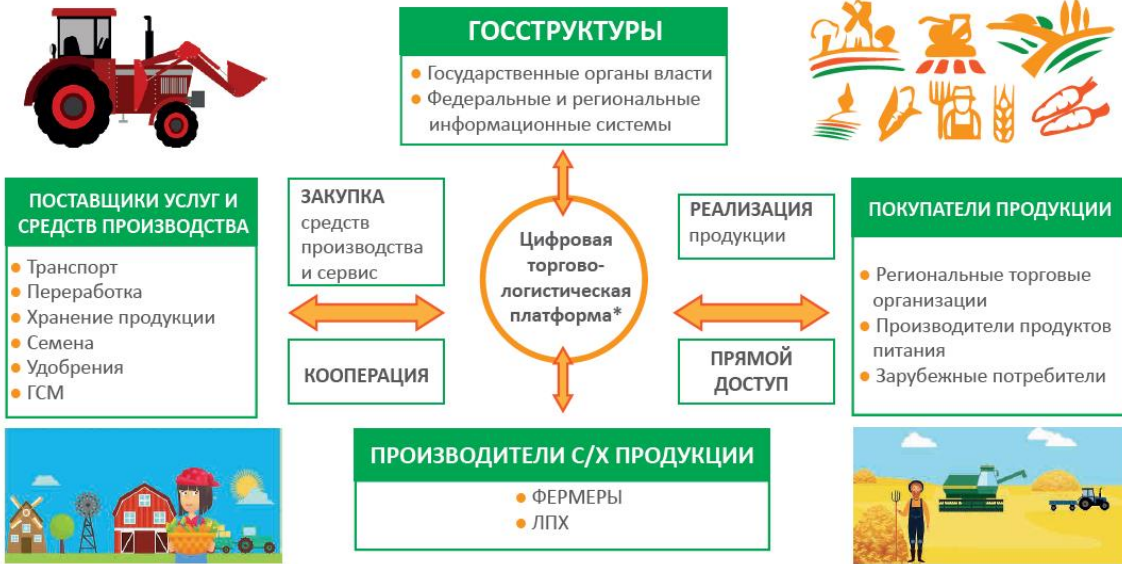 ГОССТРУКТУРЫ
Государственные органы власти
Федеральные и региональные
информационные системы
ПОСТАВЩИКИ УСЛУГ И
СРЕДСТВ ПРОИЗВОДСТВА
Транспорт
Переработка
Хранение продукции
Семена
Удобрения
ГСМ
ЗАКУПКА
средств
производства
и сервис
КООПЕРАЦИЯ
Цифровая
торгово-
логистическая
платформа*
РЕАЛИЗАЦИЯ
продукции
ПРЯМОЙ
ДОСТУП
ПОКУПАТЕЛИ ПРОДУКЦИИ
Региональные торговые
организации
Производители продуктов
питания
Зарубежные потребители
ПРОИЗВОДИТЕЛИ С/Х ПРОДУКЦИИ
ФЕРМЕРЫ
ЛПХ